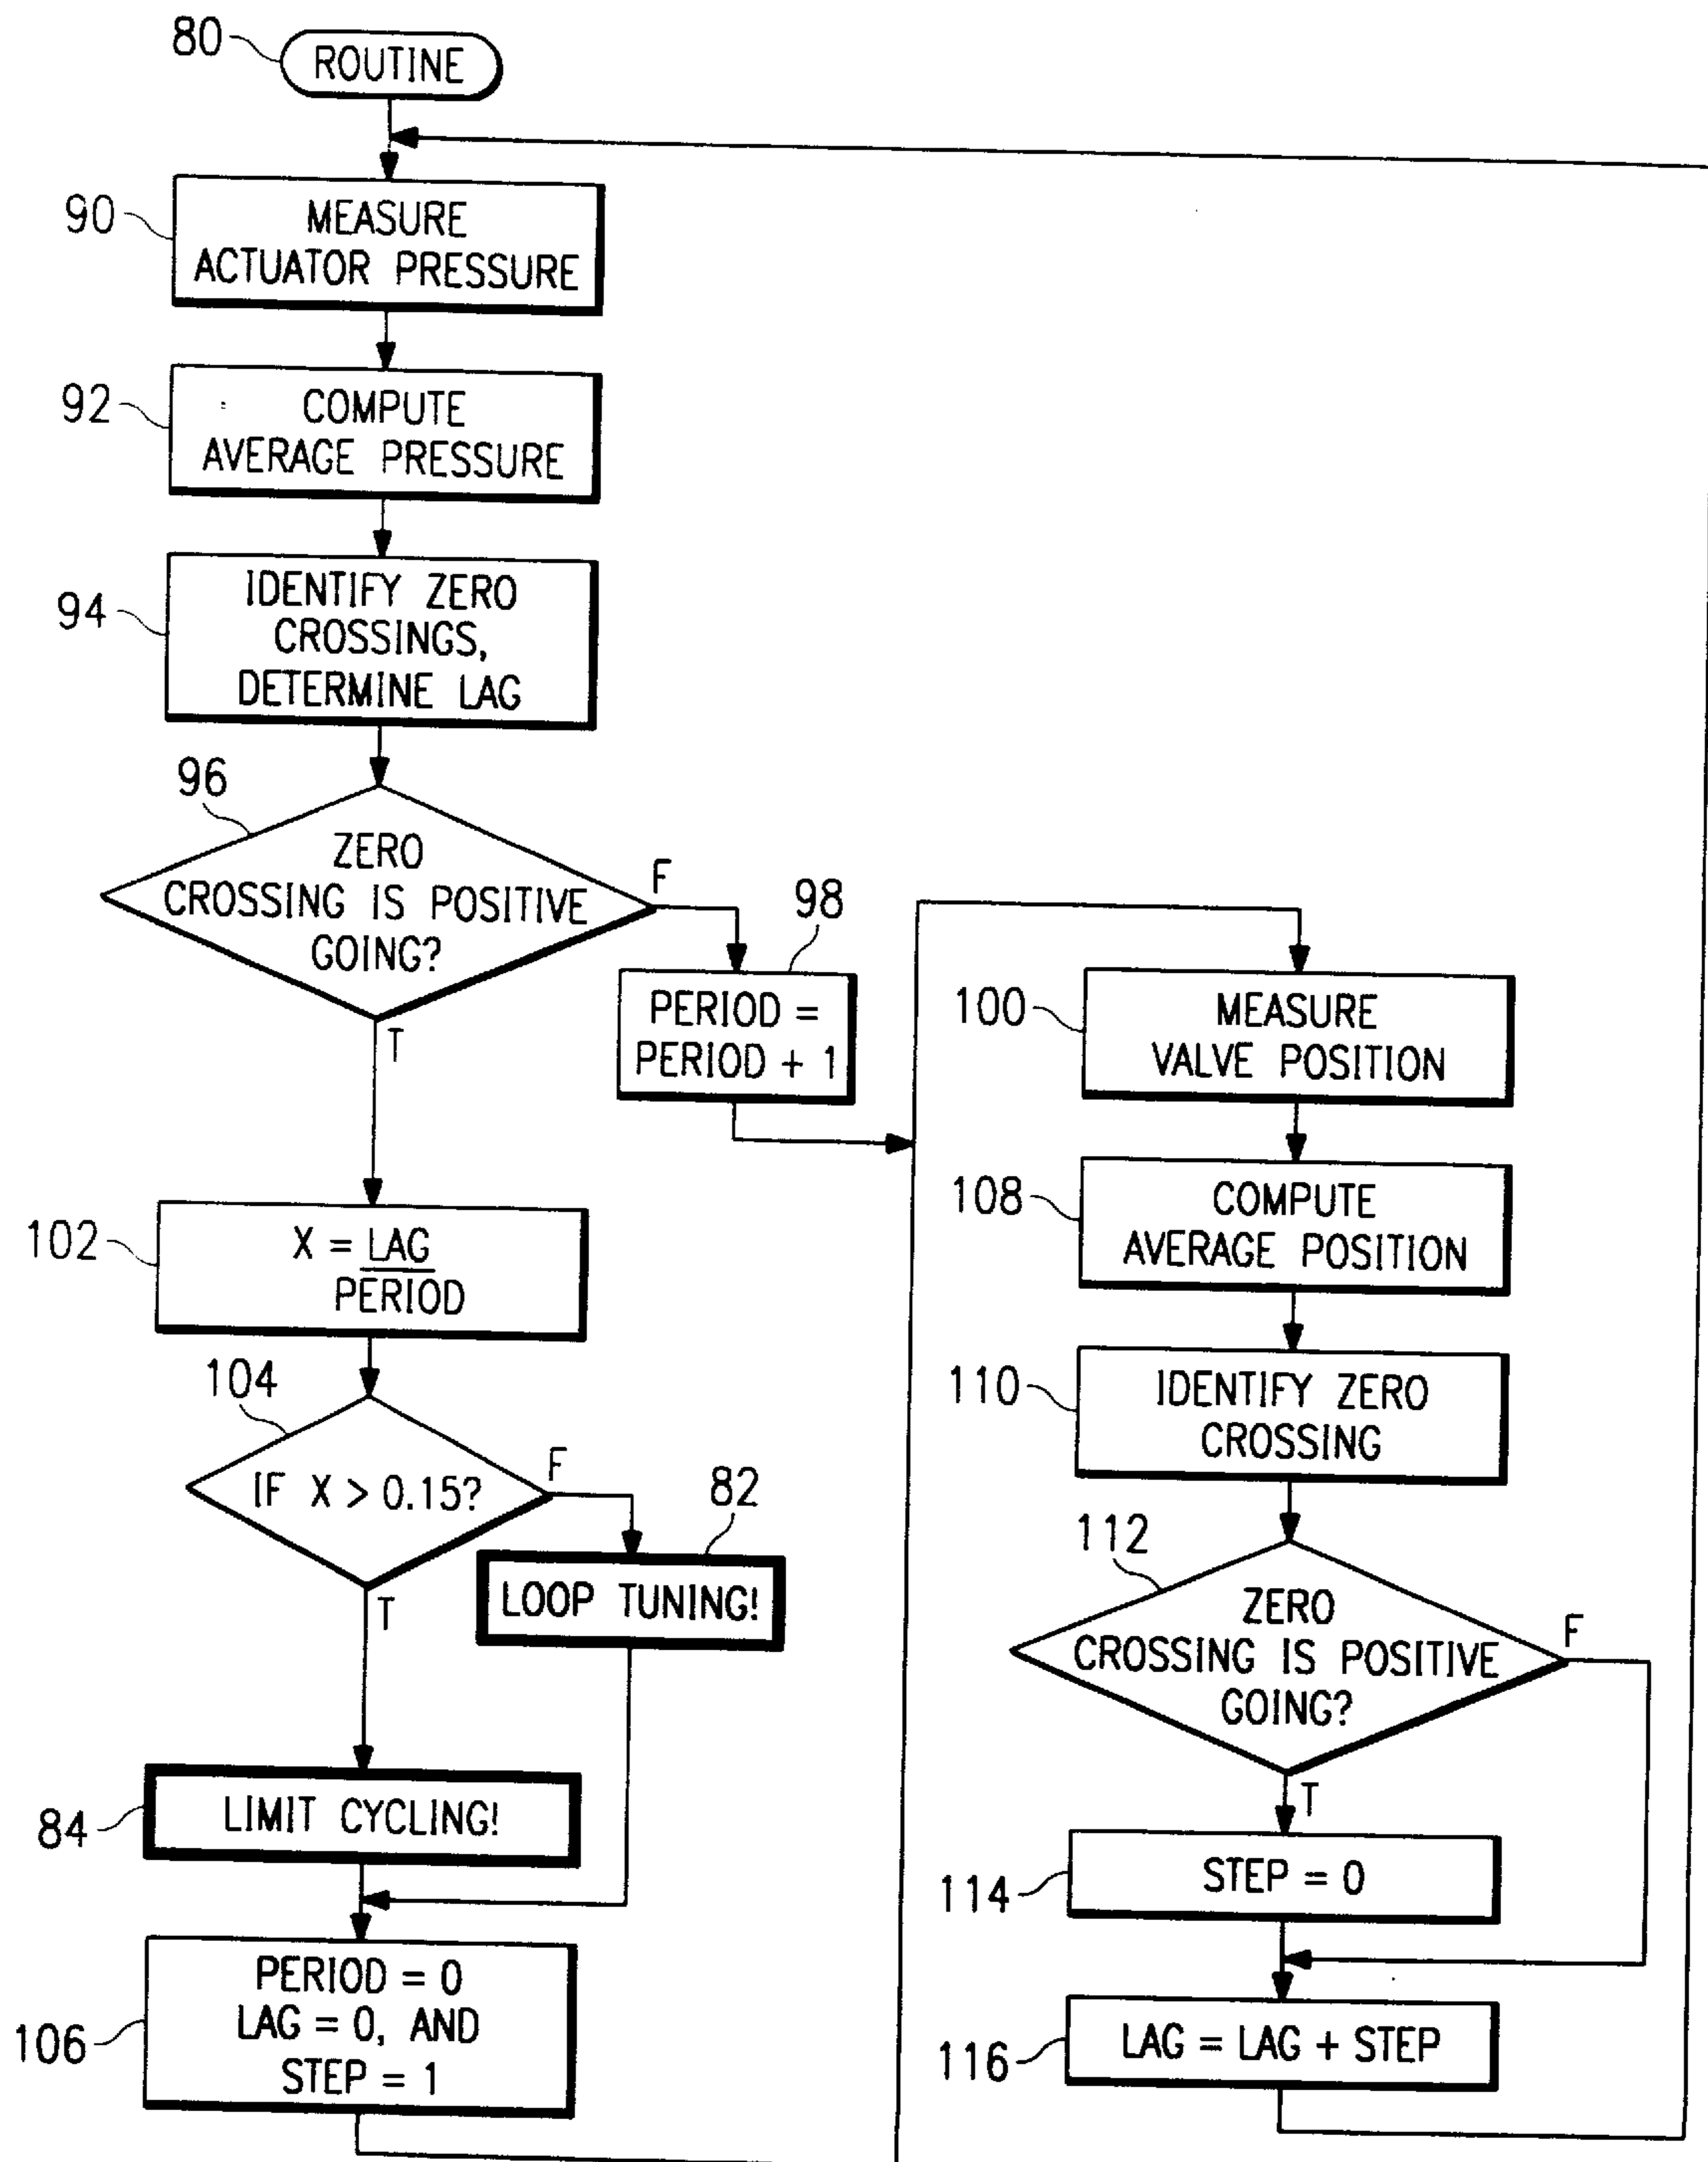 80
ROUTINE
90
MEASURE
ACTUATOR PRESSURE
92
COMPUTE
AVERAGE PRESSURE
94
IDENTIFY ZERO
CROSSINGS,
DETERMINE LAG
96
ZERO
CROSSING IS POSITIVE
GOING?
F
T
98
PERIOD =
PERIOD + 1
102
X = LAG
PERIOD
104
IF X > 0.15?
F
T
82
LOOP TUNING!
84
LIMIT CYCLING!
106
PERIOD = 0
LAG = 0, AND
STEP = 1
100
MEASURE
VALVE POSITION
108
COMPUTE
AVERAGE POSITION
110
IDENTIFY ZERO
CROSSING
112
ZERO
CROSSING IS POSITIVE
GOING?
F
T
114
STEP = 0
116
LAG = LAG + STEP